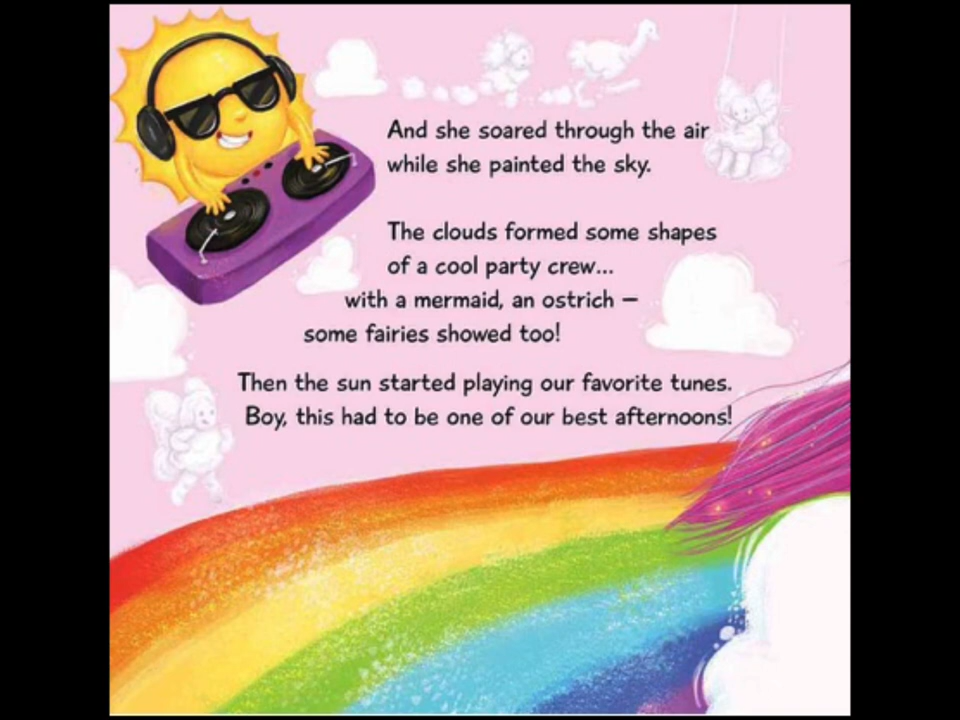 And she soared through the air
while she painted the sky.
The clouds formed some shapes
of a cool party crew...
with a mermaid, an ostrich –
some fairies showed too!
Then the sun started playing our favorite tunes.
Boy, this had to be one of our best afternoons!